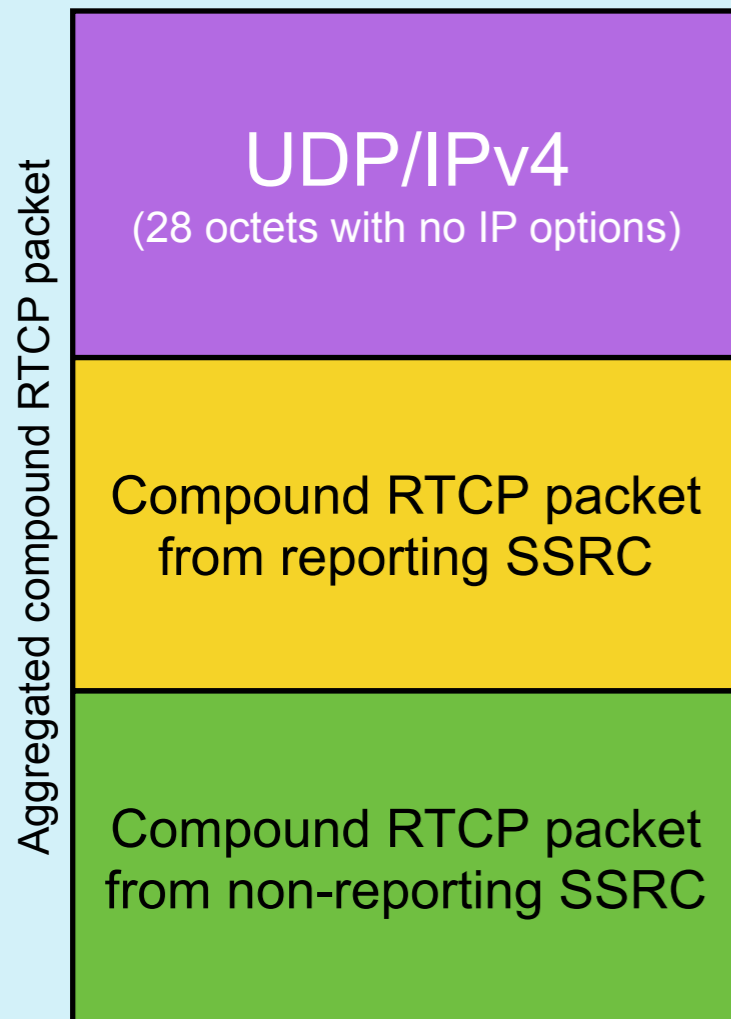 Aggregated compound RTCP packet
UDP/IPv4
(28 octets with no IP options)
Compound RTCP packet
from reporting SSRC
Compound RTCP packet
from non-reporting SSRC